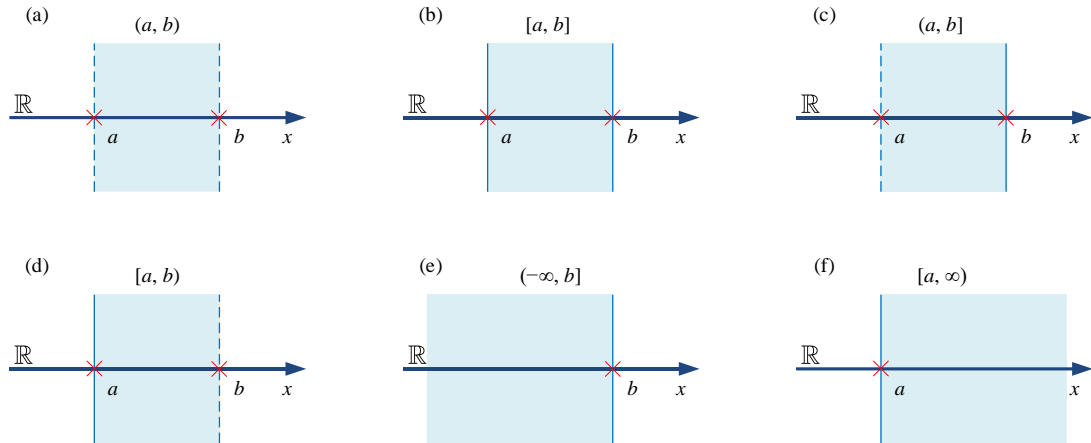 (a)
(a, b)
ℝ
a
b
x
(b)
[a, b]
ℝ
a
b
x
(c)
(a, b]
ℝ
a
b
x
(d)
[a, b)
ℝ
a
b
x
(e)
(−∞, b]
ℝ
b
x
(f)
[a, ∞)
ℝ
a
x